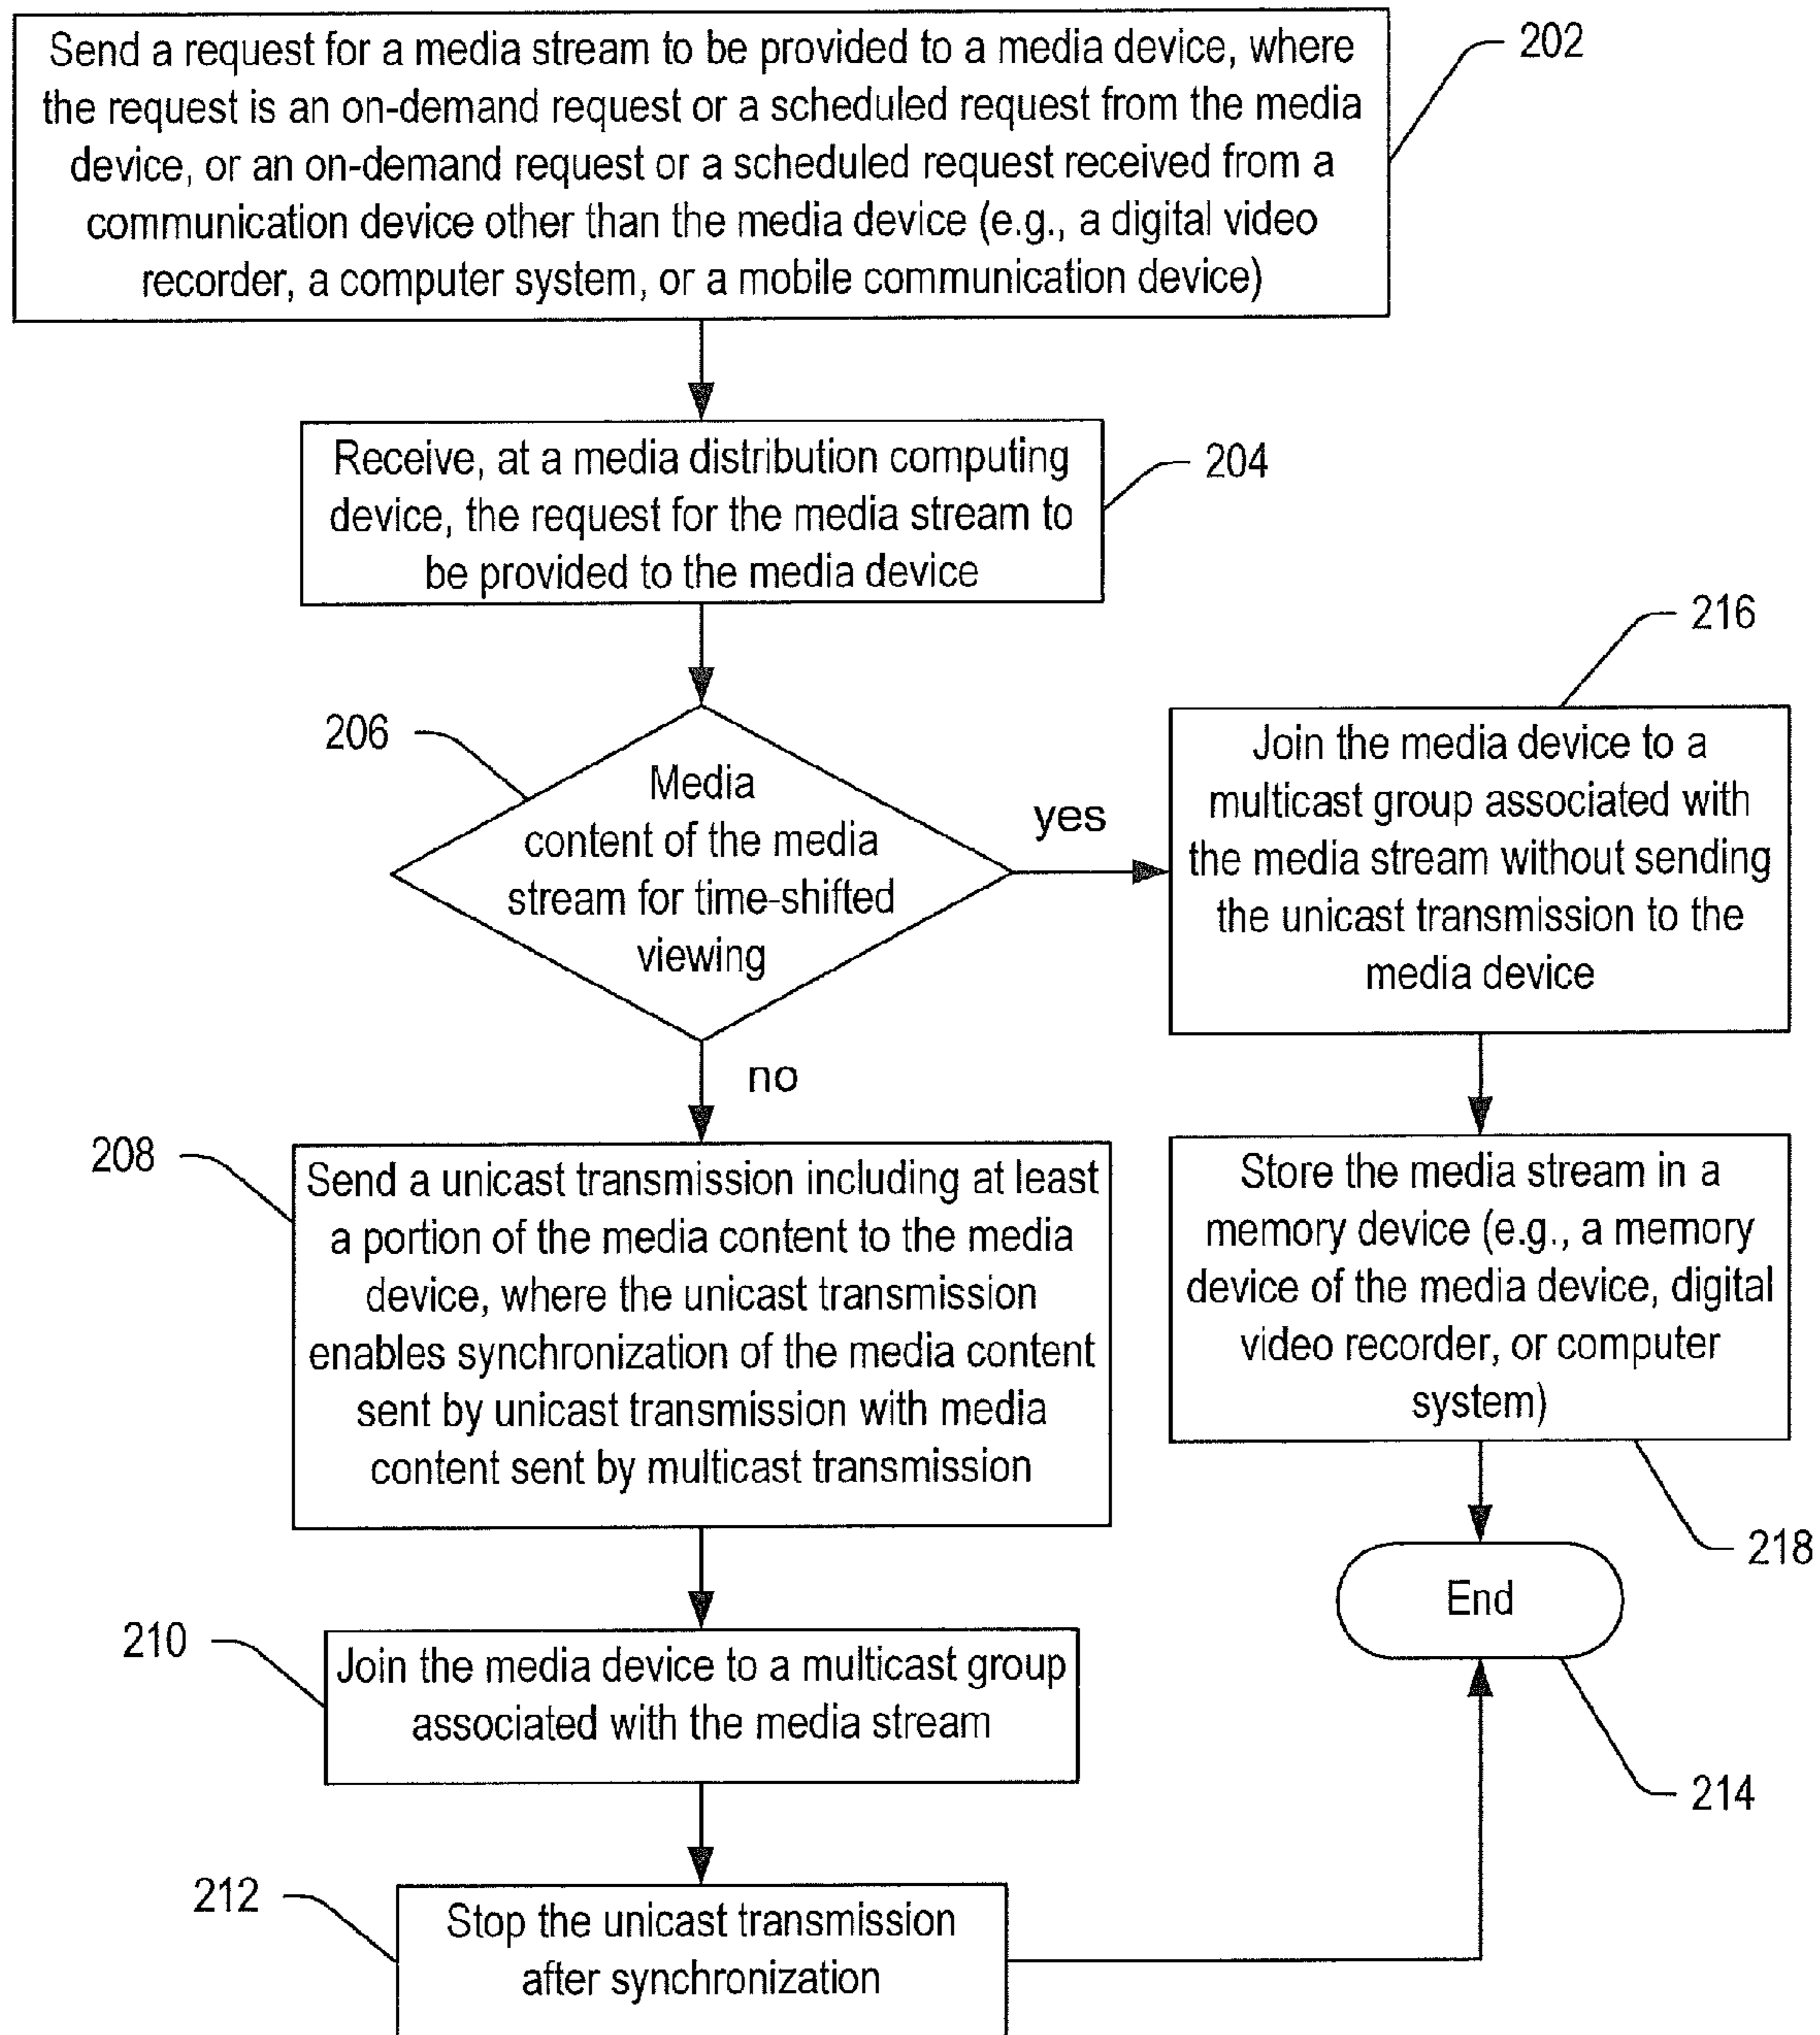 Send a request for a media stream to be provided to a media device, where
the request is an on-demand request or a scheduled request from the media
device, or an on-demand request or a scheduled request received from a
communication device other than the media device (e.g., a digital video
recorder, a computer system, or a mobile communication device)
202
Receive, at a media distribution computing
device, the request for the media stream to
be provided to the media device
204
206
Media
content of the media
stream for time-shifted
viewing
yes
no
216
Join the media device to a
multicast group associated with
the media stream without sending
the unicast transmission to the
media device
208
Send a unicast transmission including at least
a portion of the media content to the media
device, where the unicast transmission
enables synchronization of the media content
sent by unicast transmission with media
content sent by multicast transmission
Store the media stream in a
memory device (e.g., a memory
device of the media device, digital
video recorder, or computer
system)
218
End
214
210
Join the media device to a multicast group
associated with the media stream
212
Stop the unicast transmission
after synchronization